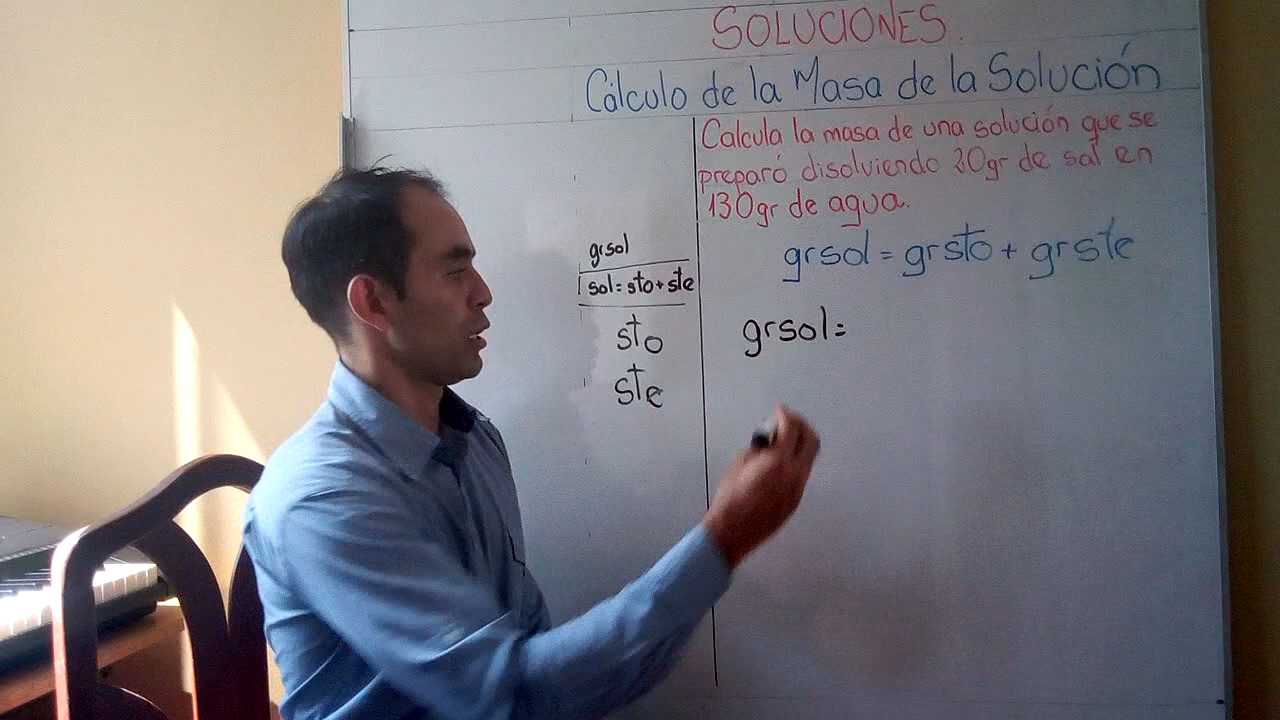 SOLUCIONES.
Cálculo de la Masa de la Solución
Calcula la masa de una solución que se
preparó disolviendo 20gr de sal en
130gr de agua.
grsol = grsto + grste
grsol=
grsol
sol=sto+ste
sto
ste